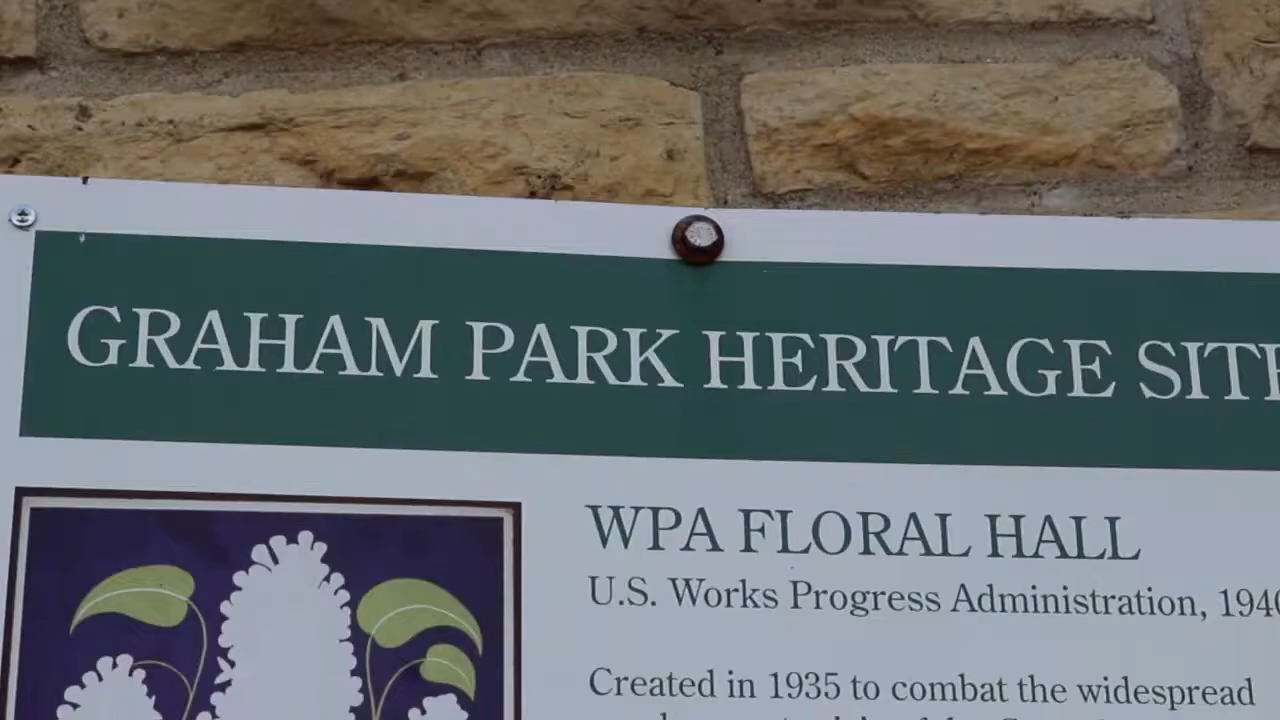 GRAHAM PARK HERITAGE SITE
WPA FLORAL HALL
U.S. Works Progress Administration, 1940
Created in 1935 to combat the widespread